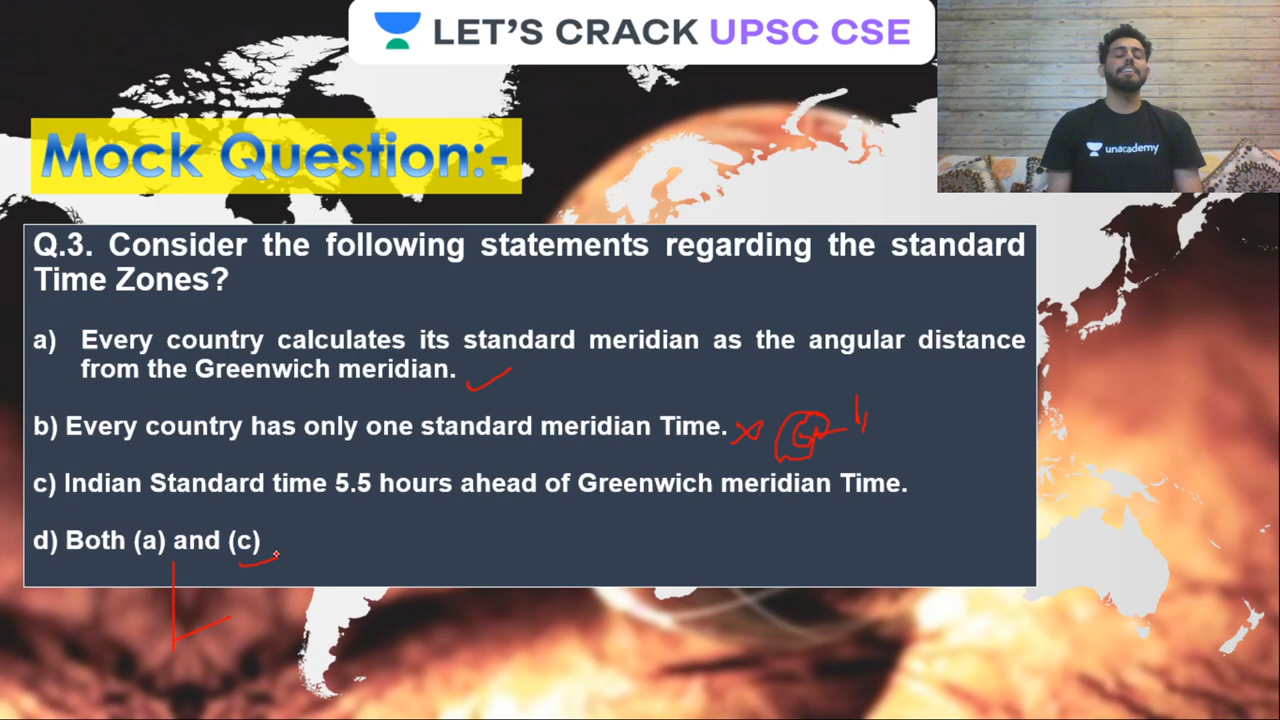 LET'S CRACK UPSC CSE
unacademy
Mock Question:-
Q.3. Consider the following statements regarding the standard
Time Zones?
a) Every country calculates its standard meridian as the angular distance
from the Greenwich meridian.
b) Every country has only one standard meridian Time.
c) Indian Standard time 5.5 hours ahead of Greenwich meridian Time.
d) Both (a) and (c)